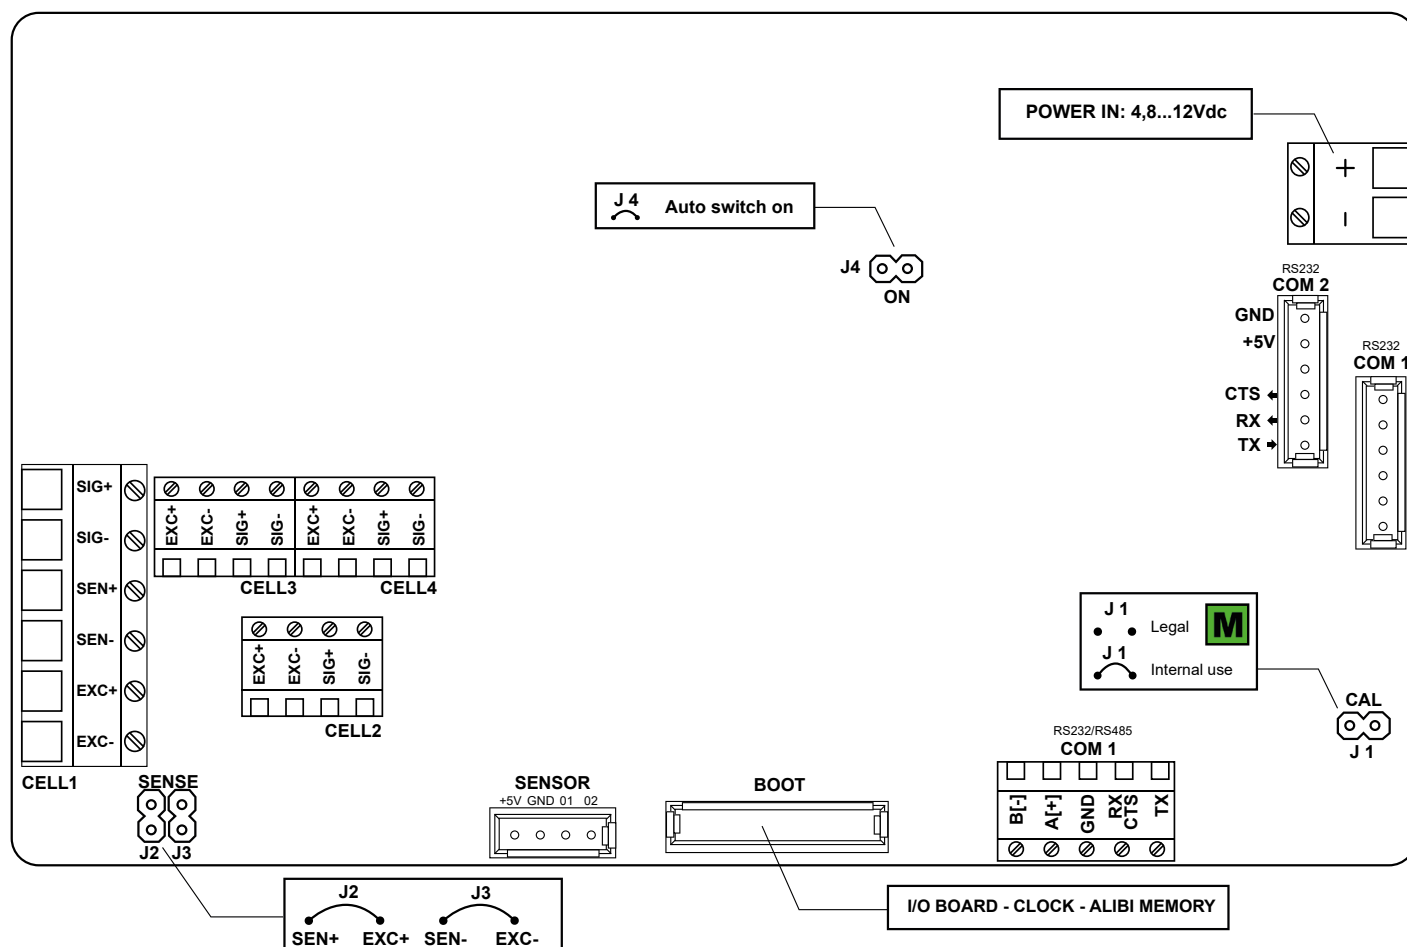 POWER IN: 4,8...12Vdc
+
-
J 4 Auto switch on
J4
ON
RS232
COM 2
GND
+5V
CTS
RX
TX
RS232
COM 1
SIG+
SIG-
SEN+
SEN-
EXC+
EXC-
CELL1
EXC+ EXC- SIG+ SIG- EXC+ EXC- SIG+ SIG-
CELL3 CELL4
EXC+ EXC- SIG+ SIG-
CELL2
J 1
Legal M
J 1
Internal use
CAL
J 1
RS232/RS485
COM 1
B[-] A[+] GND RX CTS TX
SENSE
J2 J3
SENSOR
+5V GND 01 02
BOOT
J2 J3
SEN+ EXC+ SEN- EXC-
I/O BOARD - CLOCK - ALIBI MEMORY